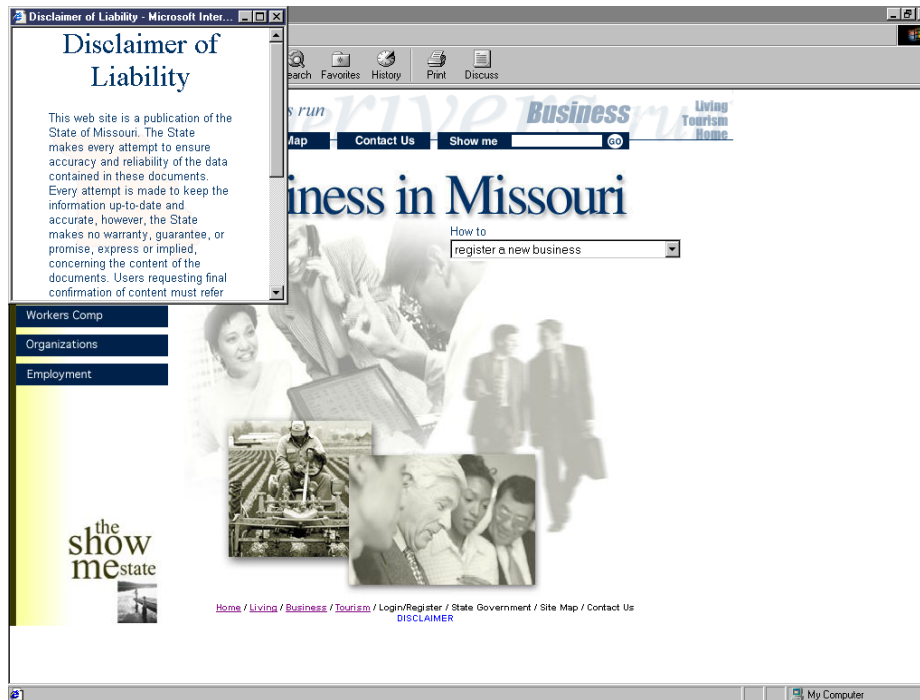 Disclaimer of Liability - Microsoft Inter...
Disclaimer of
Liability
This web site is a publication of the
State of Missouri. The State
makes every attempt to ensure
accuracy and reliability of the data
contained in these documents.
Every attempt is made to keep the
information up-to-date and
accurate, however, the State
makes no warranty, guarantee, or
promise, express or implied,
concerning the content of the
documents. Users requesting final
confirmation of content must refer
earch Favorites History Print Discuss
s run
rivers run
Business
Living
Tourism
Home
Map Contact Us Show me GO
iness in Missouri
How to
register a new business
Workers Comp
Organizations
Employment
the
show
me state
Home / Living / Business / Tourism / Login/Register / State Government / Site Map / Contact Us
DISCLAIMER
My Computer